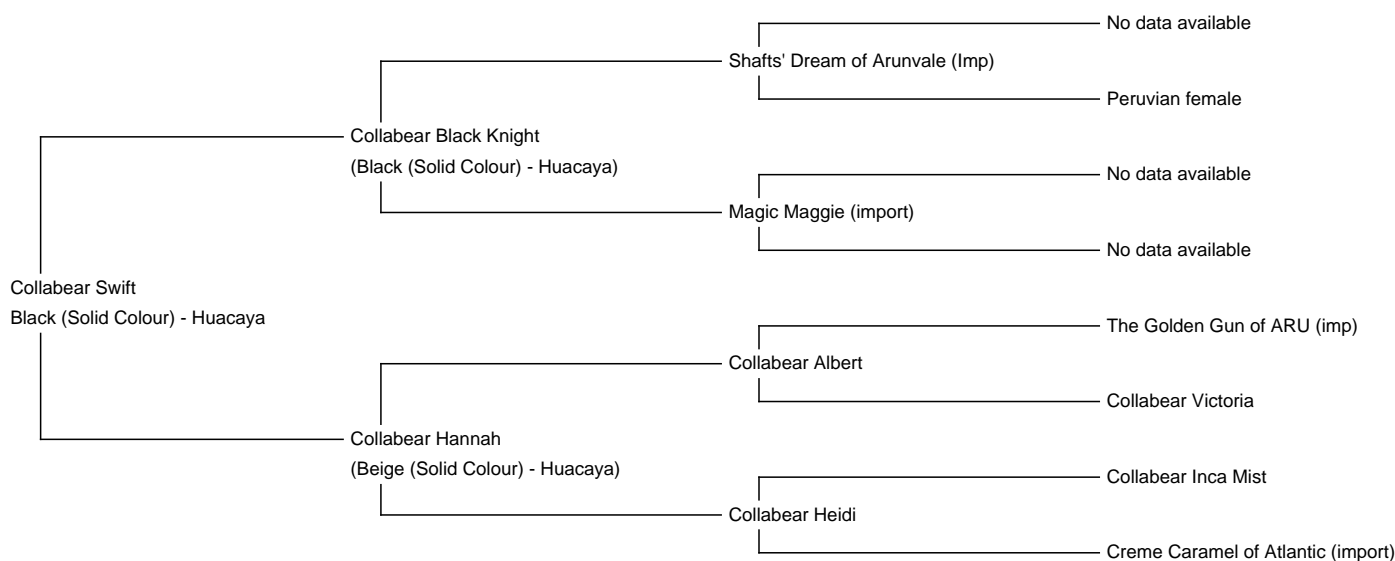 No data available
Shafts' Dream of Arunvale (Imp)
Peruvian female
Collabear Black Knight
(Black (Solid Colour) - Huacaya)
No data available
Magic Maggie (import)
No data available
Collabear Swift
Black (Solid Colour) - Huacaya
The Golden Gun of ARU (imp)
Collabear Albert
Collabear Victoria
Collabear Hannah
(Beige (Solid Colour) - Huacaya)
Collabear Inca Mist
Collabear Heidi
Creme Caramel of Atlantic (import)